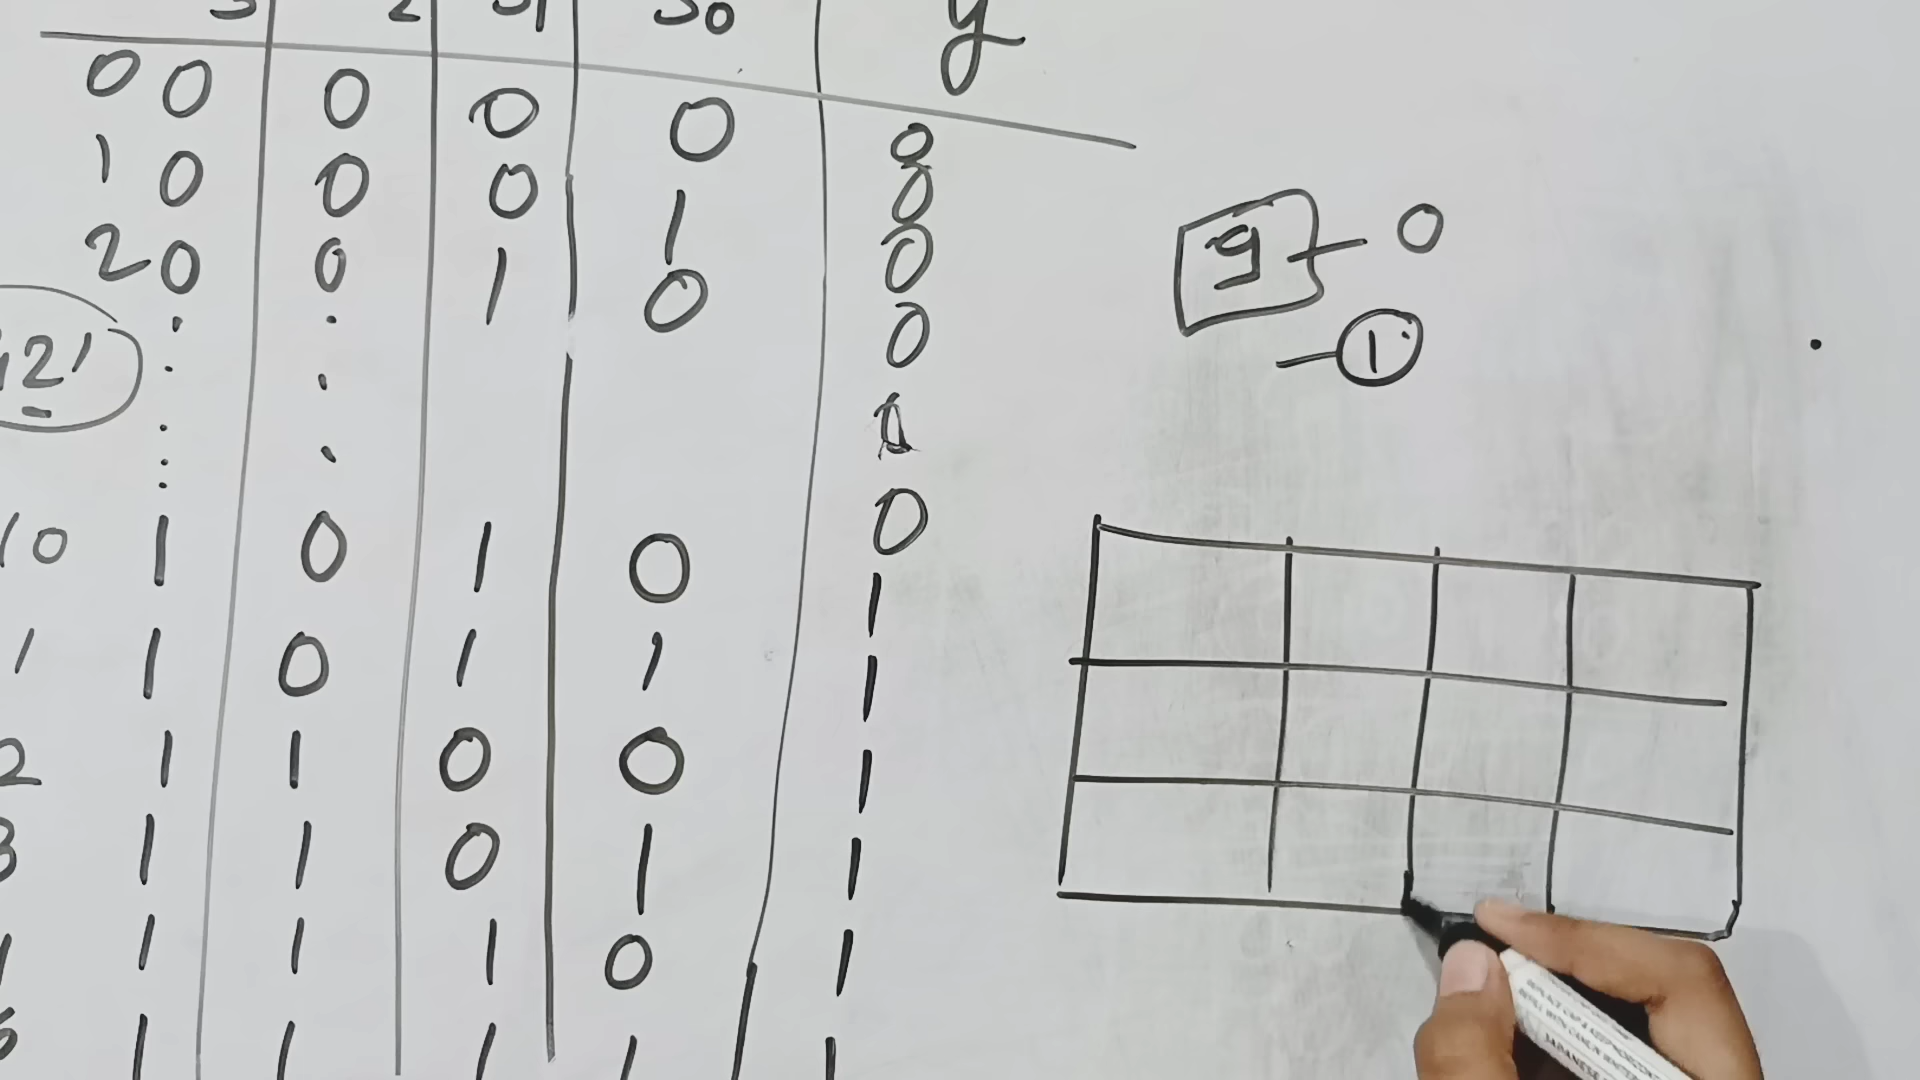 S1 S0 y
0 0 0 0 0 0
1 0 0 0 1 0
2 0 0 1 0 0
0
9 0
1
2
0
10 1 0 1 0 1
1 1 0 1 1 1
2 1 1 0 0 1
3 1 1 0 1 1
1 1 1 0 1
1 1 1 1 1